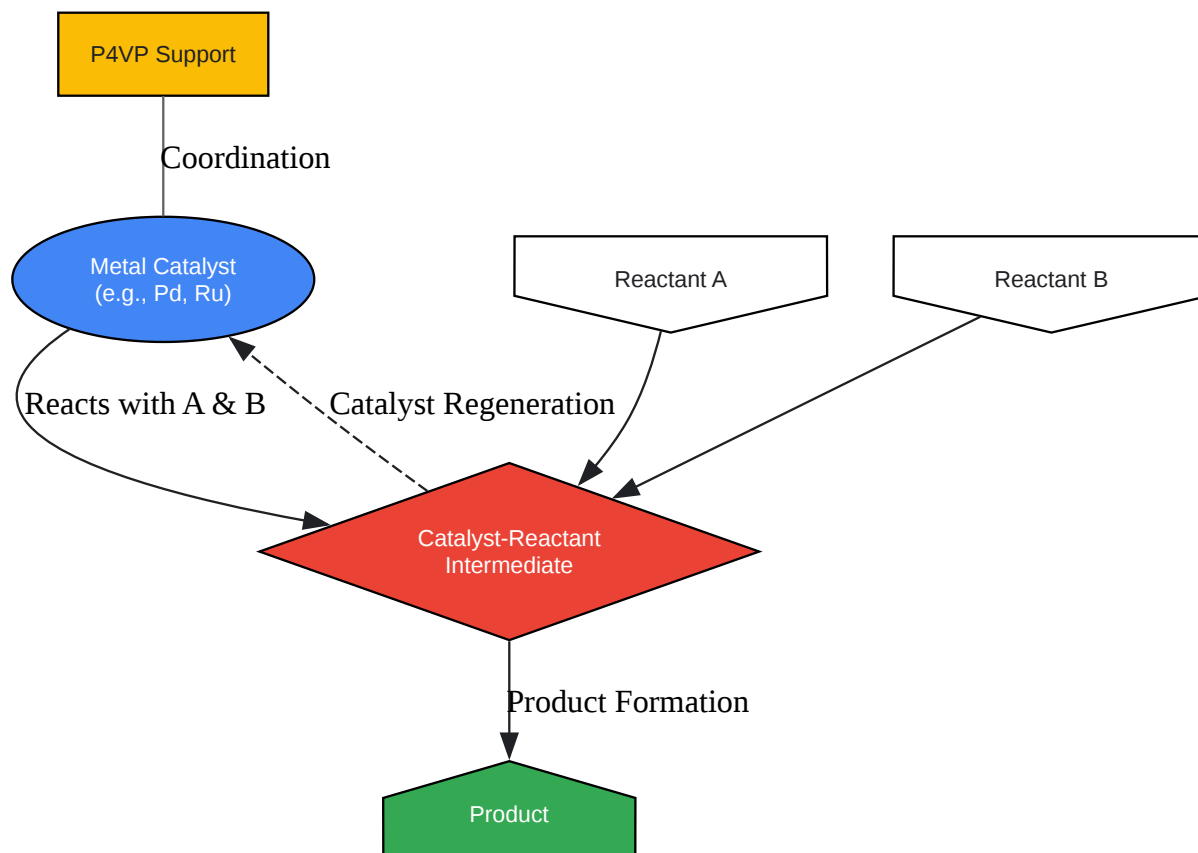 P4VP Support
Coordination
Metal Catalyst
(e.g., Pd, Ru)
Reactant A
Reactant B
Reacts with A & B
Catalyst Regeneration
Catalyst-Reactant
Intermediate
Product Formation
Product